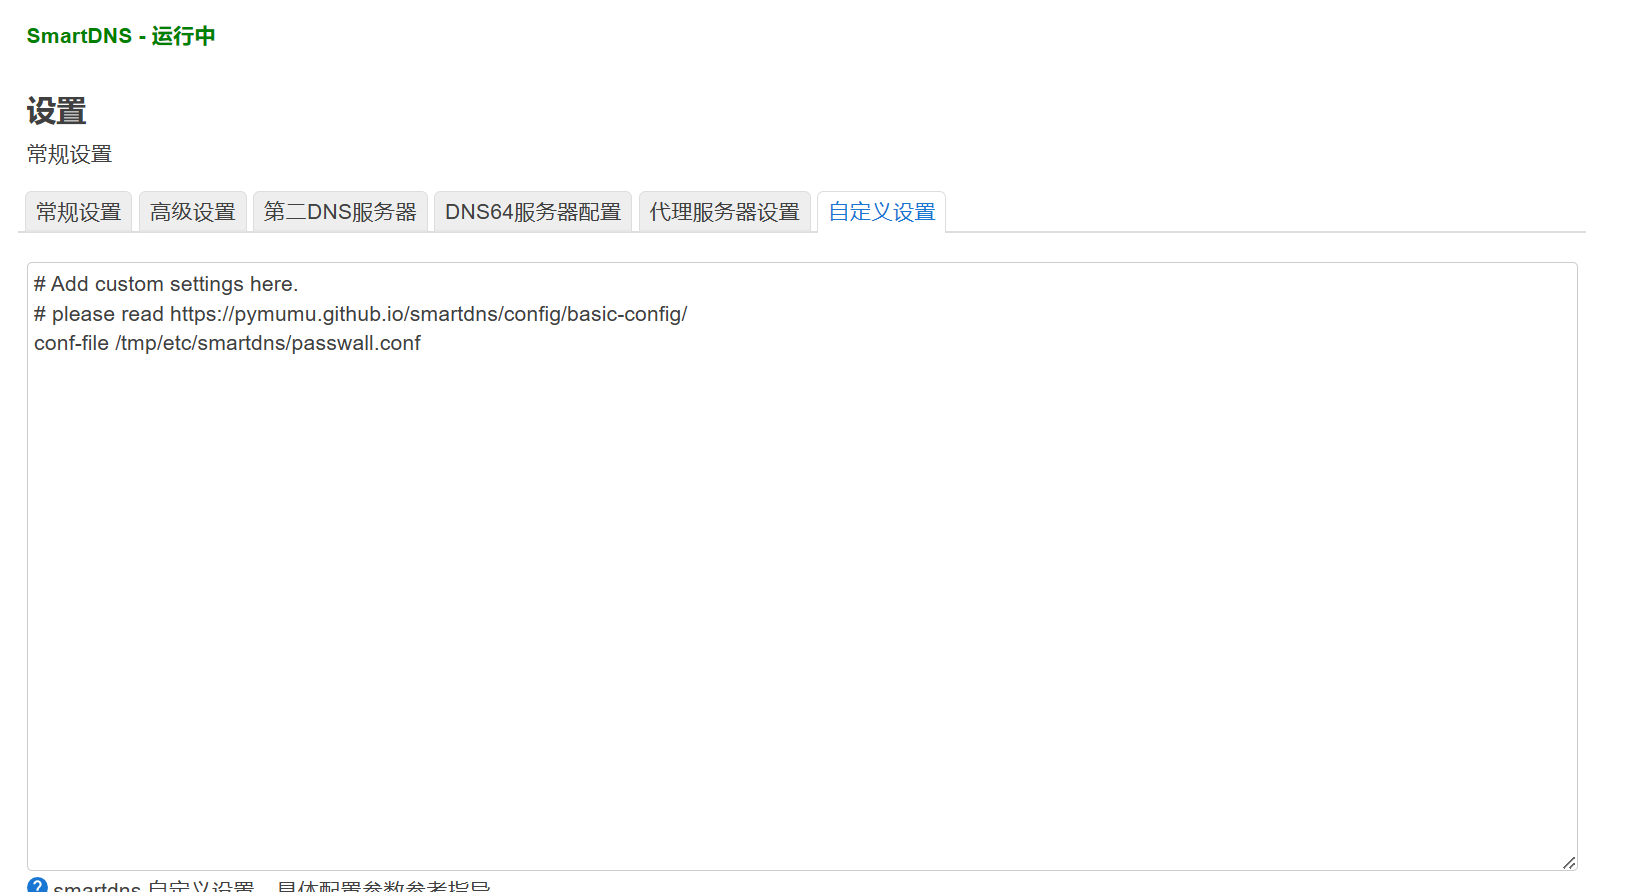 SmartDNS - 运行中
设置
常规设置
常规设置 高级设置 第二DNS服务器 DNS64服务器配置 代理服务器设置 自定义设置
# Add custom settings here.
# please read https://pymumu.github.io/smartdns/config/basic-config/
conf-file /tmp/etc/smartdns/passwall.conf
smartdns 自定义设置，具体配置参数参考指导